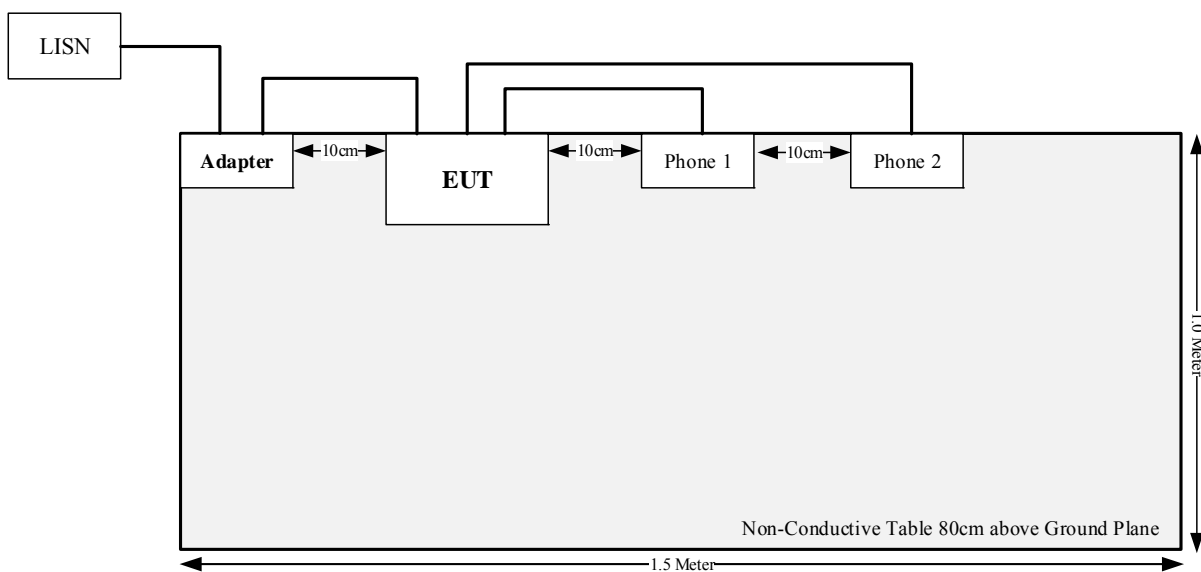 LISN
Adapter
10cm
EUT
10cm
Phone 1
10cm
Phone 2
1.0 Meter
Non-Conductive Table 80cm above Ground Plane
1.5 Meter